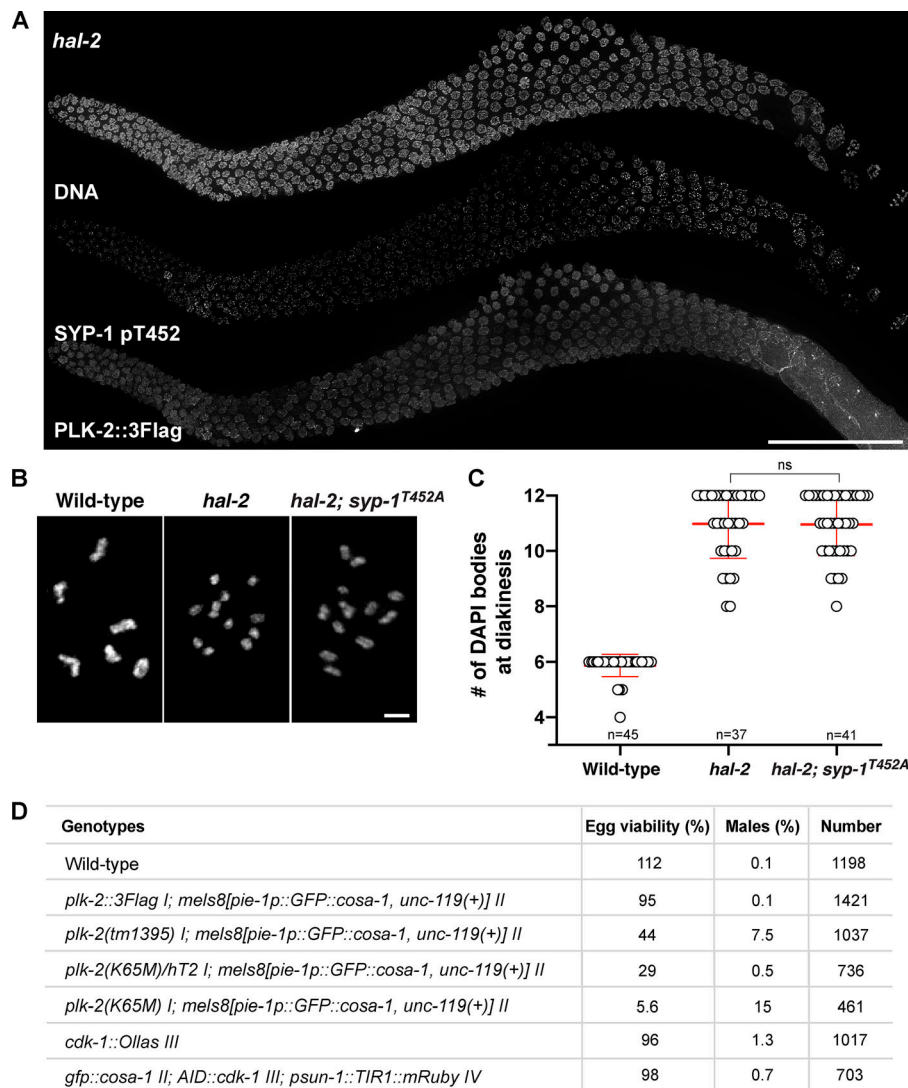 A
hal-2
DNA
SYP-1 pT452
PLK-2::3Flag
B
Wild-type hal-2 hal-2; syp-1T452A
C
ns
# of DAPI bodies
at diakinesis
12
10
8
6
4
n=45 n=37 n=41
Wild-type hal-2 hal-2; syp-1T452A
D
Genotypes Egg viability (%) Males (%) Number
Wild-type 112 0.1 1198
plk-2::3Flag I; meIs8[pie-1p::GFP::cosa-1, unc-119(+)] II 95 0.1 1421
plk-2(tm1395) I; meIs8[pie-1p::GFP::cosa-1, unc-119(+)] II 44 7.5 1037
plk-2(K65M)/hT2 I; meIs8[pie-1p::GFP::cosa-1, unc-119(+)] II 29 0.5 736
plk-2(K65M) I; meIs8[pie-1p::GFP::cosa-1, unc-119(+)] II 5.6 15 461
cdk-1::Ollas III 96 1.3 1017
gfp::cosa-1 II; AID::cdk-1 III; psun-1::TIR1::mRuby IV 98 0.7 703